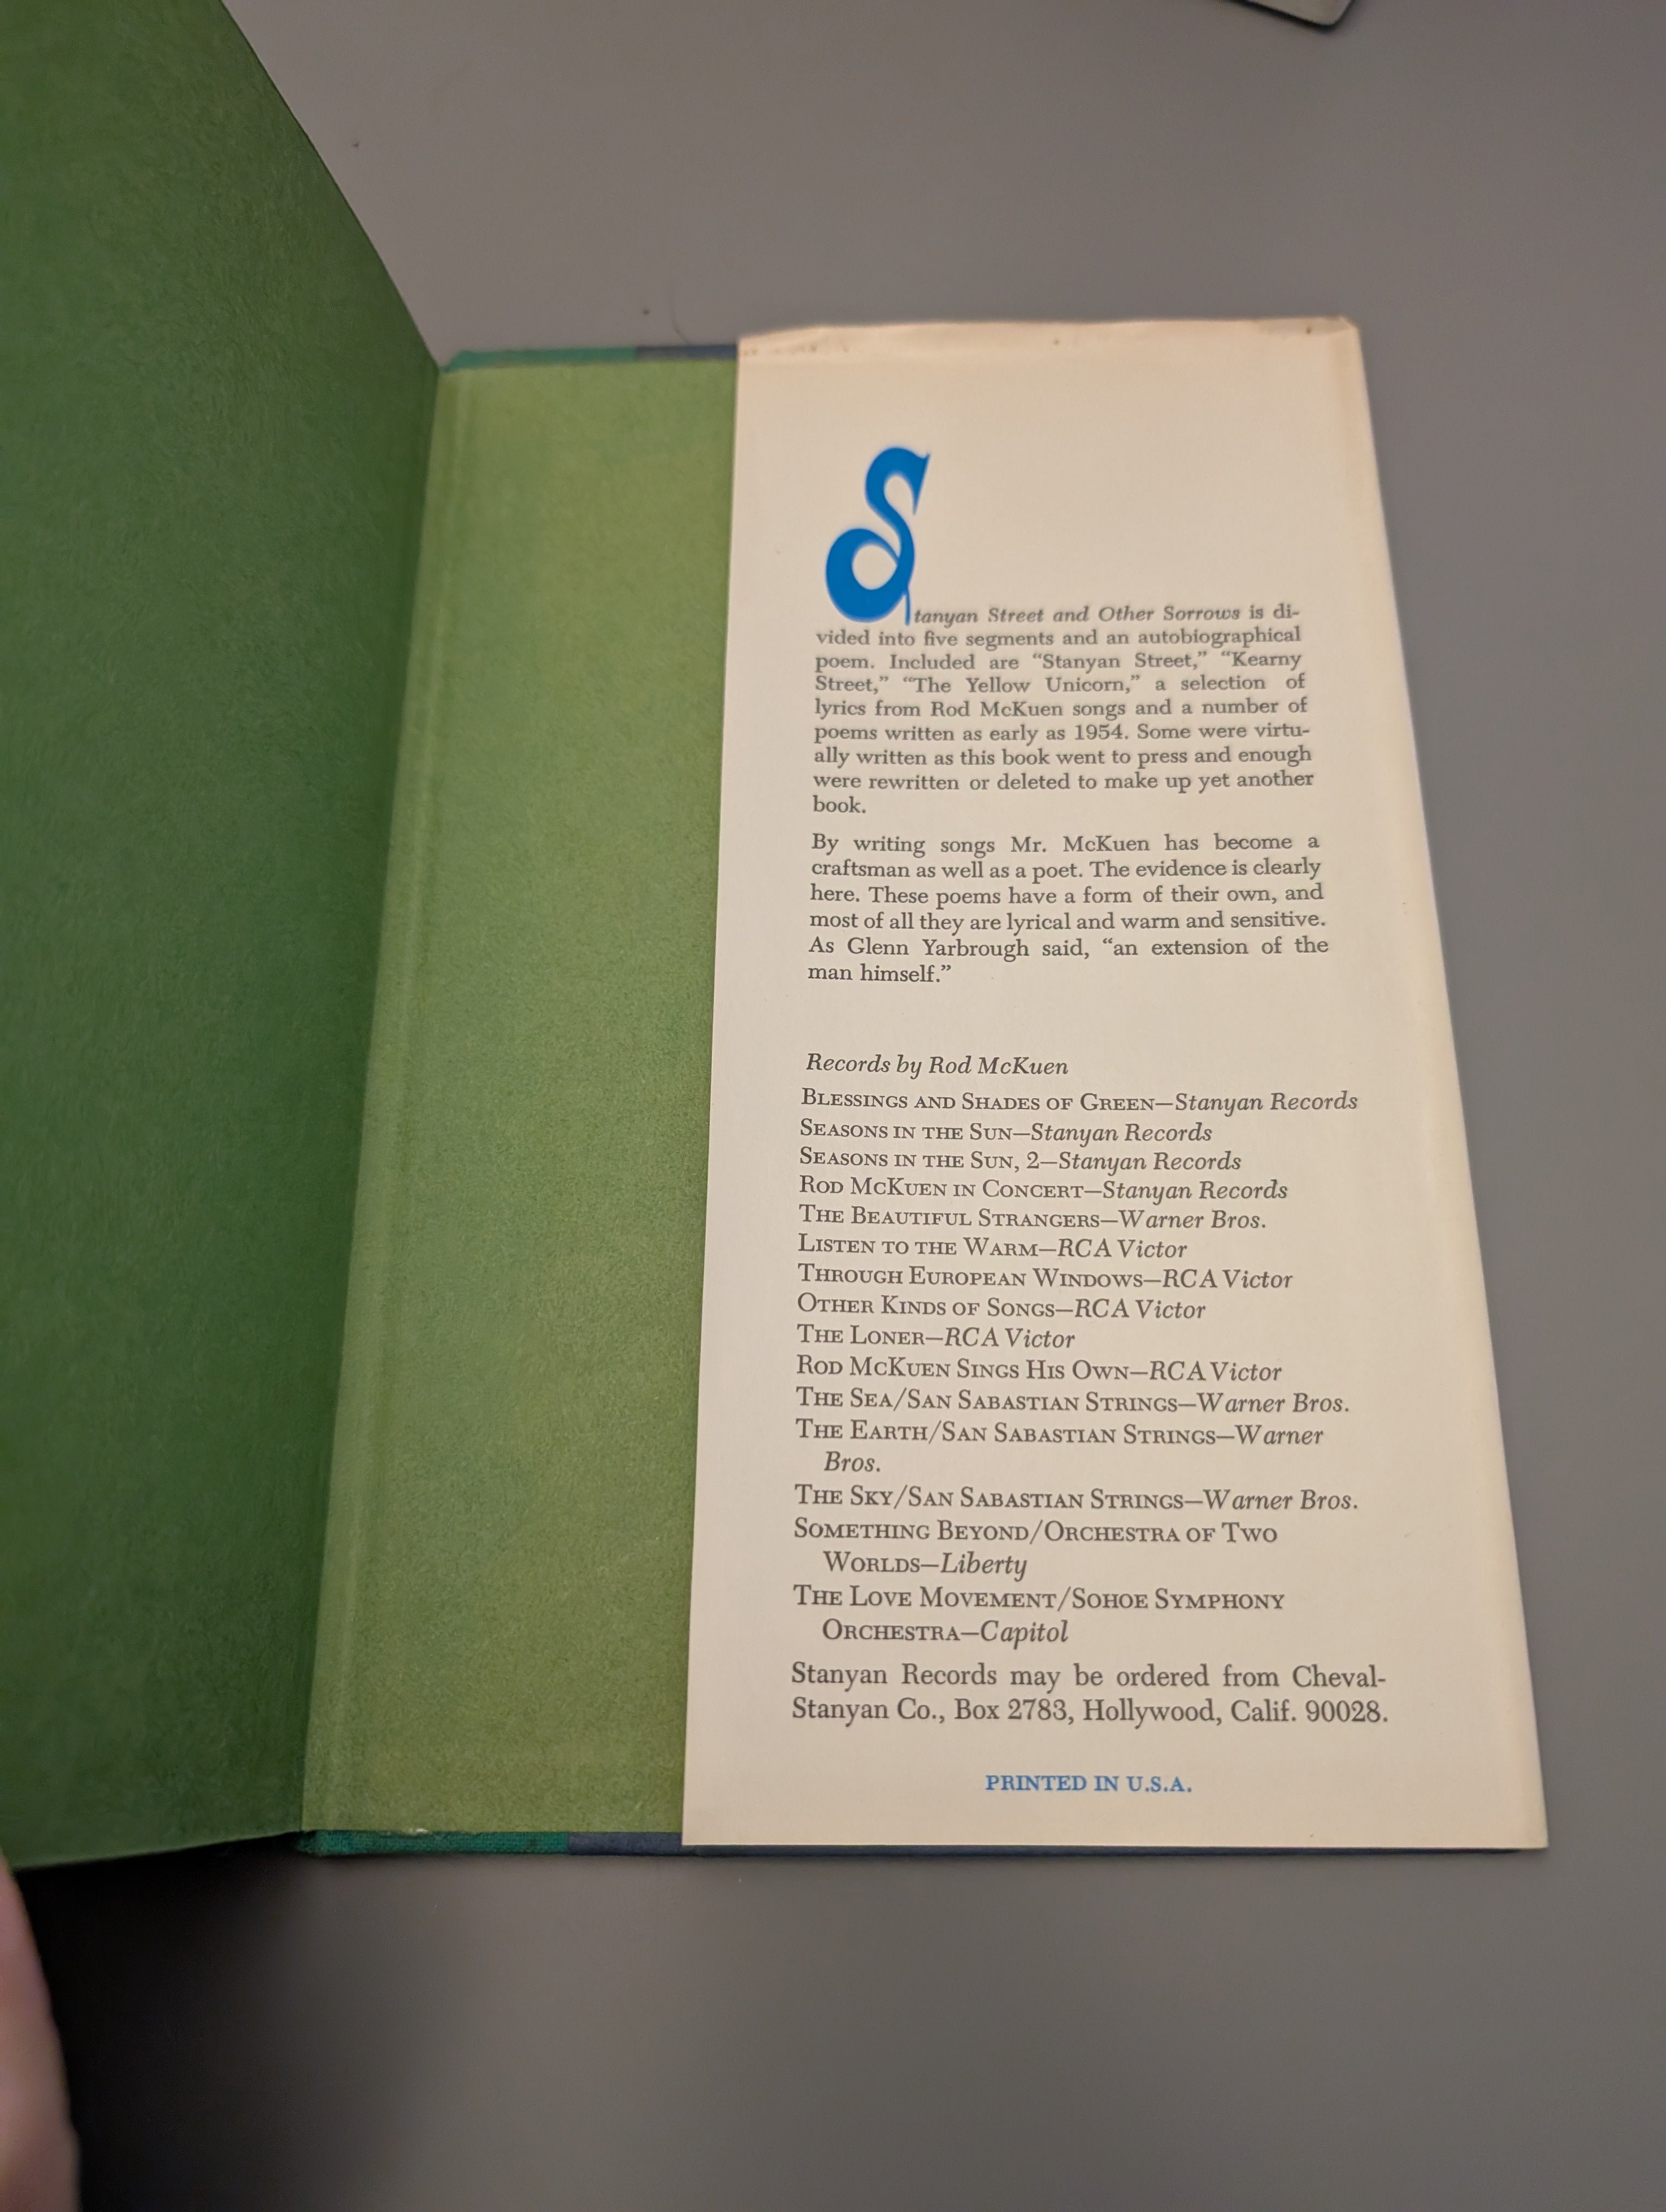 Stanyan Street and Other Sorrows is di-
vided into five segments and an autobiographical
poem. Included are “Stanyan Street,” “Kearny
Street,” “The Yellow Unicorn,” a selection of
lyrics from Rod McKuen songs and a number of
poems written as early as 1954. Some were virtu-
ally written as this book went to press and enough
were rewritten or deleted to make up yet another
book.
By writing songs Mr. McKuen has become a
craftsman as well as a poet. The evidence is clearly
here. These poems have a form of their own, and
most of all they are lyrical and warm and sensitive.
As Glenn Yarbrough said, “an extension of the
man himself.”
Records by Rod McKuen
BLESSINGS AND SHADES OF GREEN—Stanyan Records
SEASONS IN THE SUN—Stanyan Records
SEASONS IN THE SUN, 2—Stanyan Records
ROD MCKUEN IN CONCERT—Stanyan Records
THE BEAUTIFUL STRANGERS—Warner Bros.
LISTEN TO THE WARM—RCA Victor
THROUGH EUROPEAN WINDOWS—RCA Victor
OTHER KINDS OF SONGS—RCA Victor
THE LONER—RCA Victor
ROD MCKUEN SINGS HIS OWN—RCA Victor
THE SEA/SAN SABASTIAN STRINGS—Warner Bros.
THE EARTH/SAN SABASTIAN STRINGS—Warner
Bros.
THE SKY/SAN SABASTIAN STRINGS—Warner Bros.
SOMETHING BEYOND/ORCHESTRA OF TWO
WORLDS—Liberty
THE LOVE MOVEMENT/SOHOE SYMPHONY
ORCHESTRA—Capitol
Stanyan Records may be ordered from Cheval-
Stanyan Co., Box 2783, Hollywood, Calif. 90028.
PRINTED IN U.S.A.